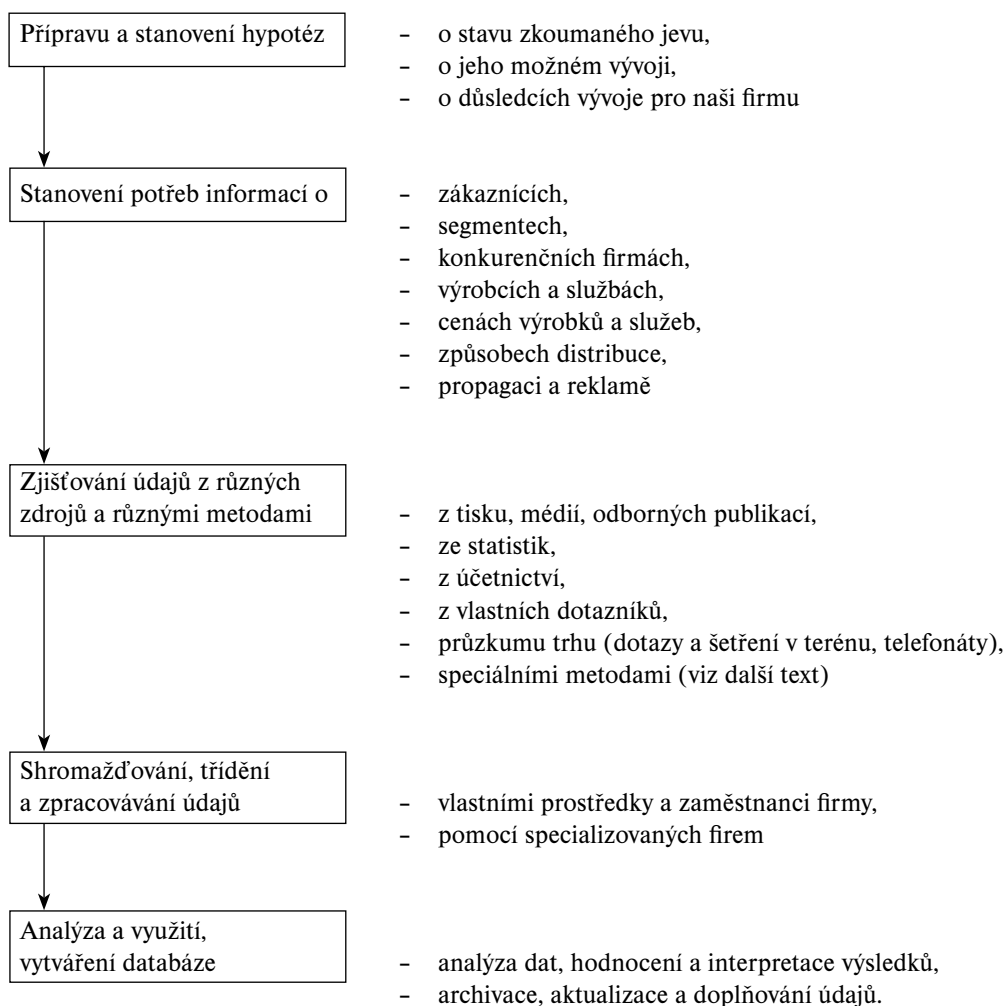 Přípravu a stanovení hypotéz
– o stavu zkoumaného jevu,
– o jeho možném vývoji,
– o důsledcích vývoje pro naši firmu
Stanovení potřeb informací o
– zákaznících,
– segmentech,
– konkurenčních firmách,
– výrobcích a službách,
– cenách výrobků a služeb,
– způsobech distribuce,
– propagaci a reklamě
Zjišťování údajů z různých
zdrojů a různými metodami
– z tisku, médií, odborných publikací,
– ze statistik,
– z účetnictví,
– z vlastních dotazníků,
– průzkumu trhu (dotazy a šetření v terénu, telefonáty),
– speciálními metodami (viz další text)
Shromažďování, třídění
a zpracovávání údajů
– vlastními prostředky a zaměstnanci firmy,
– pomocí specializovaných firem
Analýza a využití,
vytváření databáze
– analýza dat, hodnocení a interpretace výsledků,
– archivace, aktualizace a doplňování údajů.